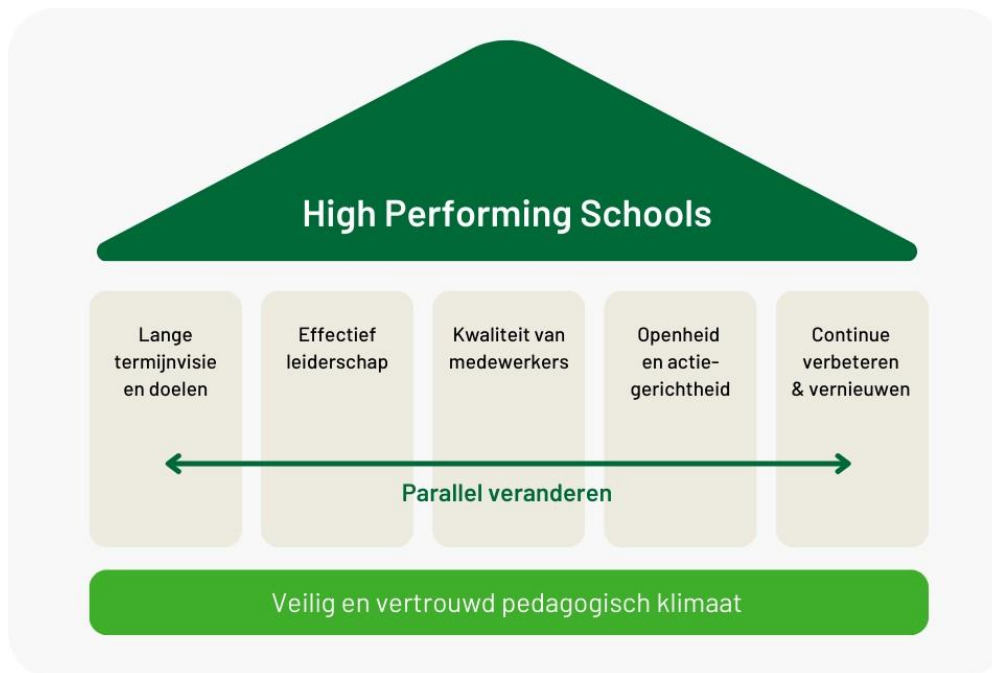 High Performing Schools
Lange
termijnvisie
en doelen
Effectief
leiderschap
Kwaliteit van
medewerkers
Openheid
en actie-
gerichtheid
Continue
verbeteren
& vernieuwen
Parallel veranderen
Veilig en vertrouwd pedagogisch klimaat